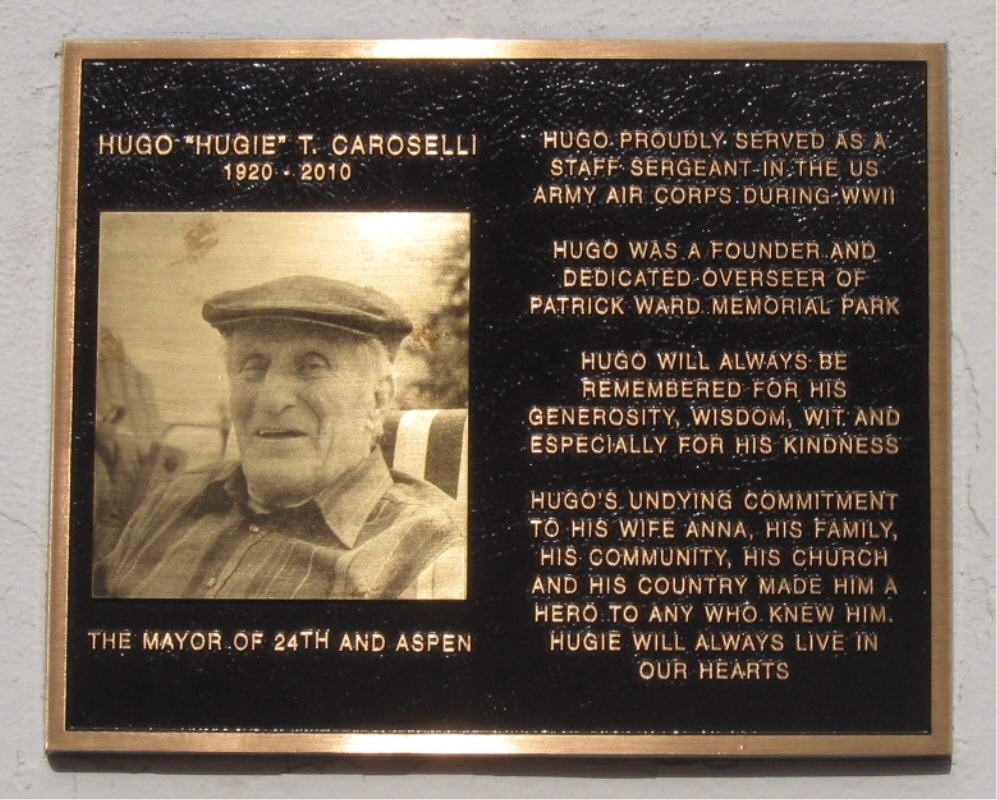 HUGO "HUGIE" T. CAROSELLI
1920 - 2010
THE MAYOR OF 24TH AND ASPEN
HUGO PROUDLY SERVED AS A
STAFF SERGEANT IN THE US
ARMY AIR CORPS DURING WWII
HUGO WAS A FOUNDER AND
DEDICATED OVERSEER OF
PATRICK WARD MEMORIAL PARK
HUGO WILL ALWAYS BE
REMEMBERED FOR HIS
GENEROSITY, WISDOM, WIT AND
ESPECIALLY FOR HIS KINDNESS
HUGO'S UNDYING COMMITMENT
TO HIS WIFE ANNA, HIS FAMILY,
HIS COMMUNITY, HIS CHURCH
AND HIS COUNTRY MADE HIM A
HERO TO ANY WHO KNEW HIM.
HUGIE WILL ALWAYS LIVE IN
OUR HEARTS